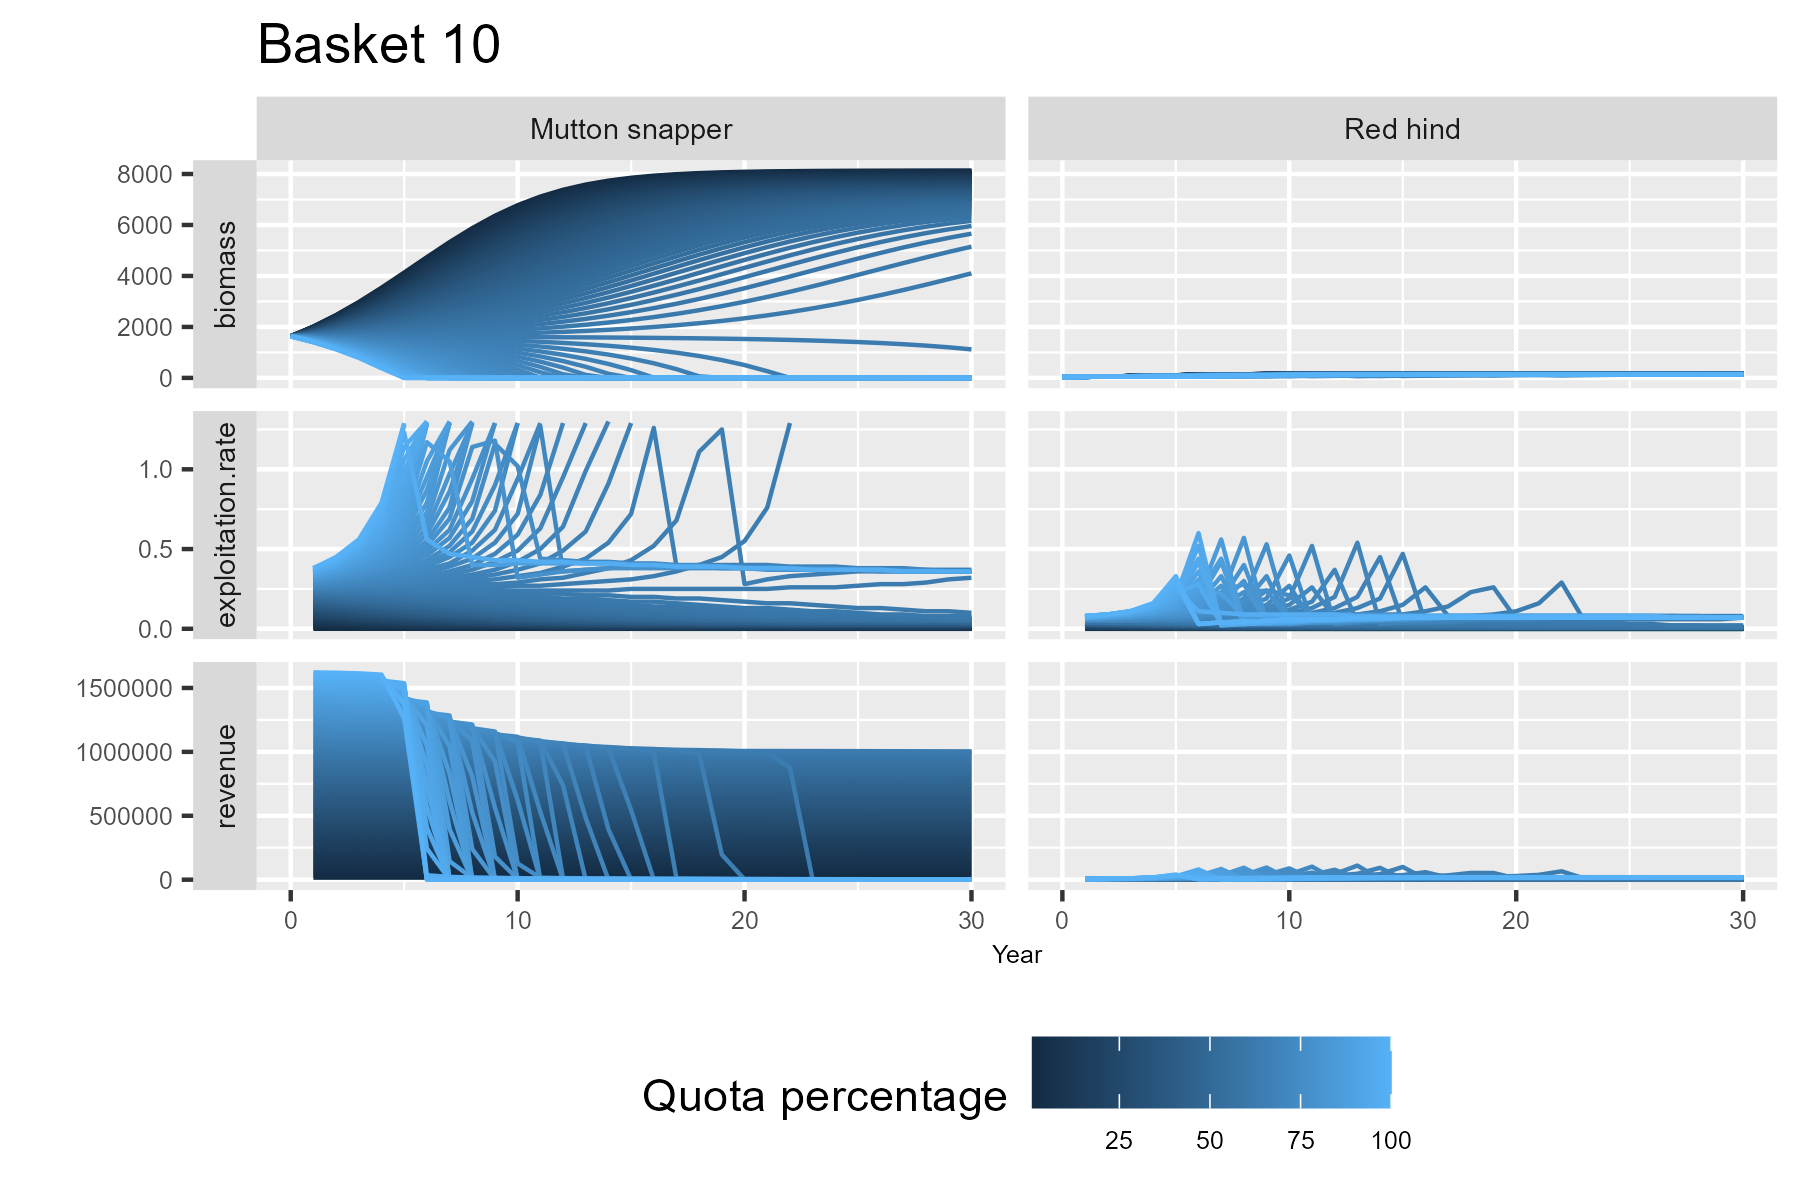 Basket 10
Mutton snapper
Red hind
biomass
8000
6000
4000
2000
0
exploitation.rate
1.0
0.5
0.0
revenue
1500000
1000000
500000
0
0 10 20 30
0 10 20 30
Year
Quota percentage
25 50 75 100